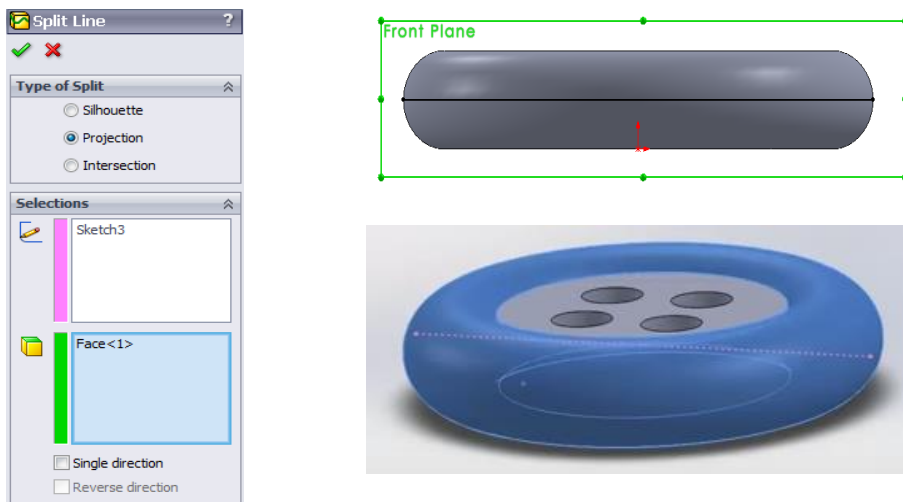 Split Line ?
Type of Split
Silhouette
Projection
Intersection
Selections
Sketch3
Face<1>
Single direction
Reverse direction
Front Plane